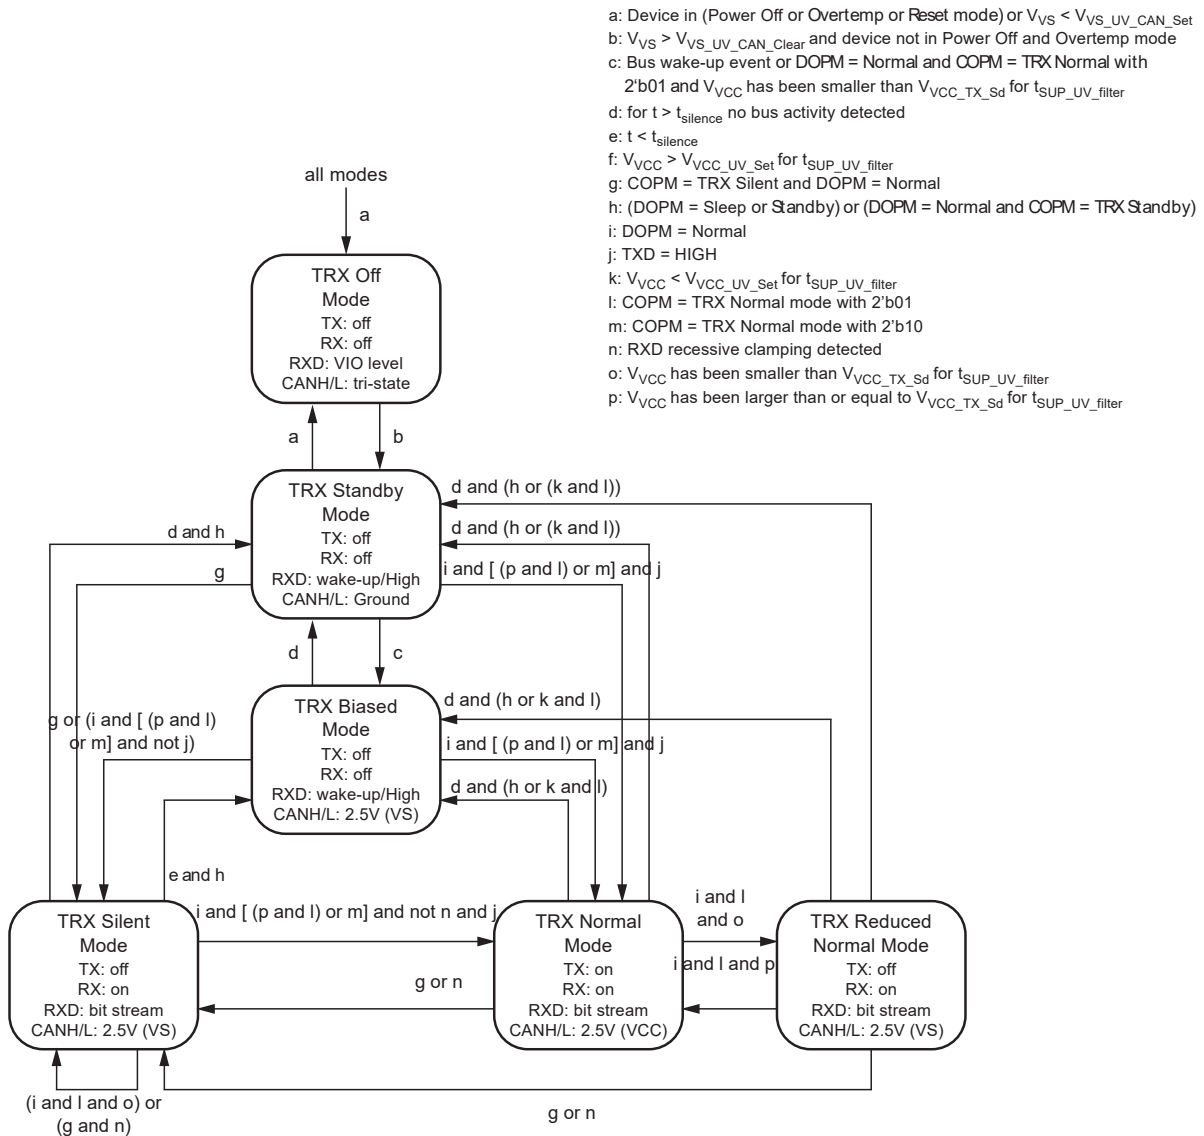 a: Device in (Power Off or Overtemp or Reset mode) or V_VS < V_VS_UV_CAN_Set
b: V_VS > V_VS_UV_CAN_Clear and device not in Power Off and Overtemp mode
c: Bus wake-up event or DOPM = Normal and COPM = TRX Normal with
2'b01 and V_VCC has been smaller than V_VCC_TX_Sd for t_SUP_UV_filter
d: for t > t_silence no bus activity detected
e: t < t_silence
f: V_VCC > V_VCC_UV_Set for t_SUP_UV_filter
g: COPM = TRX Silent and DOPM = Normal
h: (DOPM = Sleep or Standby) or (DOPM = Normal and COPM = TRX Standby)
i: DOPM = Normal
j: TXD = HIGH
k: V_VCC < V_VCC_UV_Set for t_SUP_UV_filter
l: COPM = TRX Normal mode with 2'b01
m: COPM = TRX Normal mode with 2'b10
n: RXD recessive clamping detected
o: V_VCC has been smaller than V_VCC_TX_Sd for t_SUP_UV_filter
p: V_VCC has been larger than or equal to V_VCC_TX_Sd for t_SUP_UV_filter
all modes
a
TRX Off
Mode
TX: off
RX: off
RXD: VIO level
CANH/L: tri-state
a
b
TRX Standby
Mode
TX: off
RX: off
RXD: wake-up/High
CANH/L: Ground
d and (h or (k and l))
d and (h or (k and l))
d and h
g
i and [ (p and l) or m] and j
d
c
TRX Biased
Mode
TX: off
RX: off
RXD: wake-up/High
CANH/L: 2.5V (VS)
d and (h or k and l)
g or (i and [ (p and l)
or m] and not j)
i and [ (p and l) or m] and j
d and (h or k and l)
e and h
TRX Silent
Mode
TX: off
RX: on
RXD: bit stream
CANH/L: 2.5V (VS)
i and [ (p and l) or m] and not n and j
g or n
TRX Normal
Mode
TX: on
RX: on
RXD: bit stream
CANH/L: 2.5V (VCC)
i and l
and o
i and l and p
TRX Reduced
Normal Mode
TX: off
RX: on
RXD: bit stream
CANH/L: 2.5V (VS)
(i and l and o) or
(g and n)
g or n